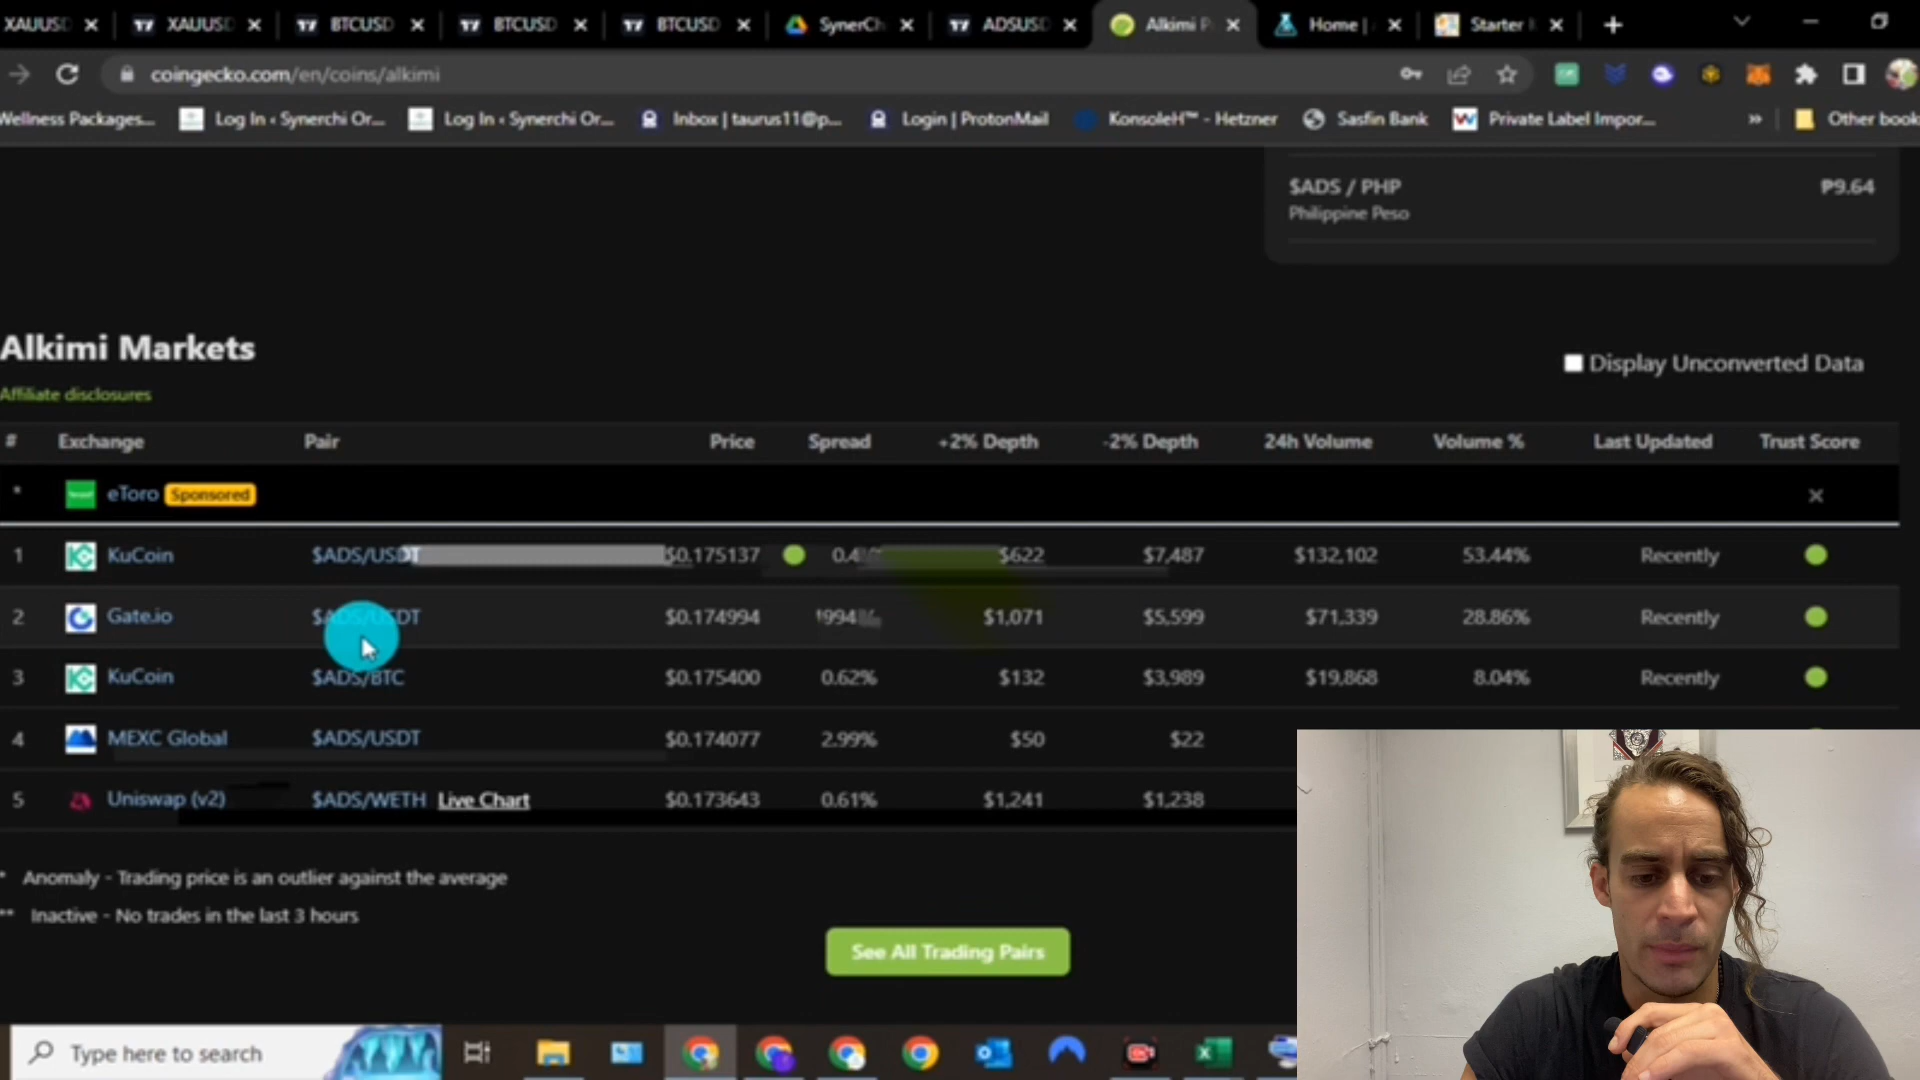 XAUUSD XAUUSD BTCUSD BTCUSD BTCUSD SynerCh ADSUSD Alkimi P Home | Starter
coingecko.com/en/coins/alkimi
Wellness Packages... Log In ‹ Synerchi Or... Log In ‹ Synerchi Or... Inbox | taurus11@p... Login | ProtonMail KonsoleH™ - Hetzner Sasfin Bank Private Label Impor... » Other book
$ADS / PHP ₱9.64
Philippine Peso
Alkimi Markets
Display Unconverted Data
Affiliate disclosures
# Exchange Pair Price Spread +2% Depth -2% Depth 24h Volume Volume % Last Updated Trust Score
* eToro Sponsored
1 KuCoin $ADS/USDT $0.175137 $622 $7,487 $132,102 53.44% Recently
2 Gate.io $ADS/USDT $0.174994 $1,071 $5,599 $71,339 28.86% Recently
3 KuCoin $ADS/BTC $0.175400 0.62% $132 $3,989 $19,868 8.04% Recently
4 MEXC Global $ADS/USDT $0.174077 2.99% $50 $22
5 Uniswap (v2) $ADS/WETH Live Chart $0.173643 0.61% $1,241 $1,238
* Anomaly - Trading price is an outlier against the average
** Inactive - No trades in the last 3 hours
See All Trading Pairs
Type here to search